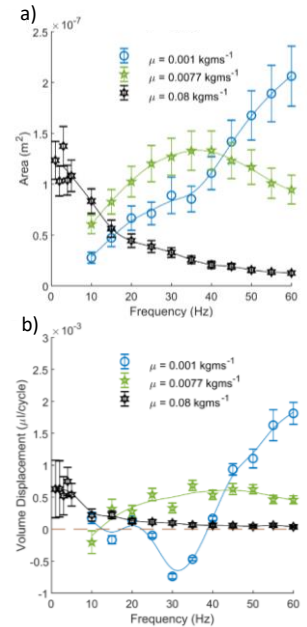 a)
×10⁻⁷
2.5
2
1.5
1
0.5
0
Area (m²)
μ = 0.001 kgms⁻¹
μ = 0.0077 kgms⁻¹
μ = 0.08 kgms⁻¹
0 10 20 30 40 50 60
Frequency (Hz)
b)
×10⁻³
3
2.5
2
1.5
1
0.5
0
-0.5
-1
Volume Displacement (μl/cycle)
μ = 0.001 kgms⁻¹
μ = 0.0077 kgms⁻¹
μ = 0.08 kgms⁻¹
0 10 20 30 40 50 60
Frequency (Hz)